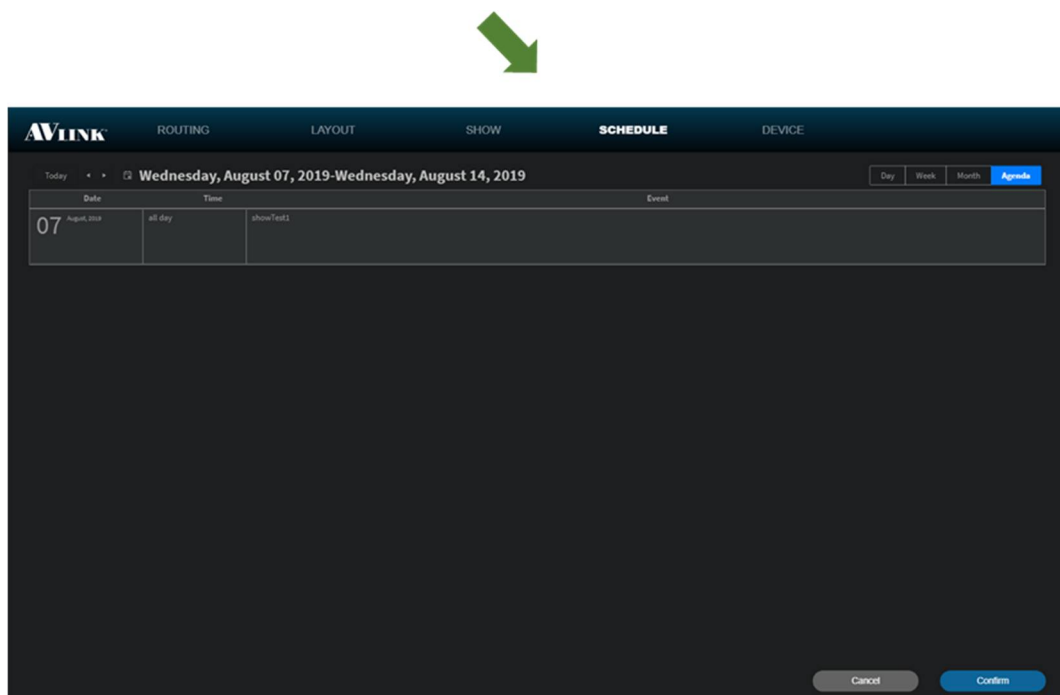 AVLINK ROUTING LAYOUT SHOW SCHEDULE DEVICE
Today Wednesday, August 07, 2019-Wednesday, August 14, 2019 Day Week Month Agenda
Date Time Event
07 August, 2019 all day showTest1
Cancel Confirm